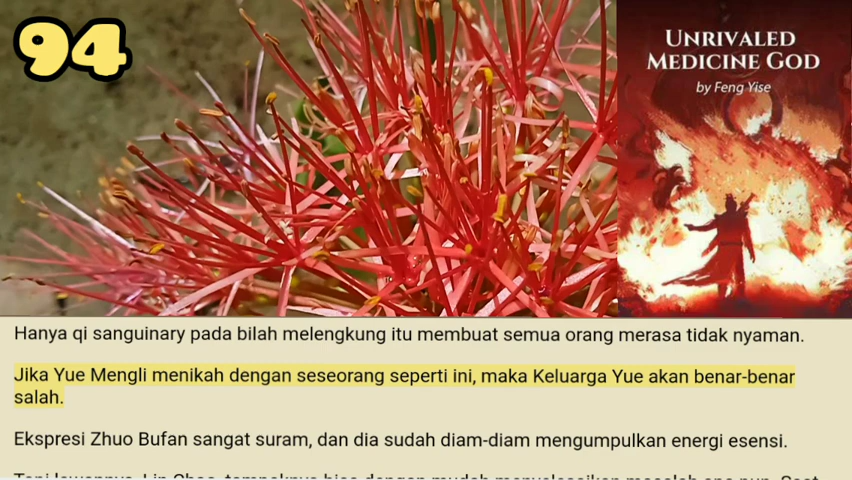 94
UNRIVALED
MEDICINE GOD
by Feng Yise
Hanya qi sanguinary pada bilah melengkung itu membuat semua orang merasa tidak nyaman.
Jika Yue Mengli menikah dengan seseorang seperti ini, maka Keluarga Yue akan benar-benar
salah.
Ekspresi Zhuo Bufan sangat suram, dan dia sudah diam-diam mengumpulkan energi esensi.